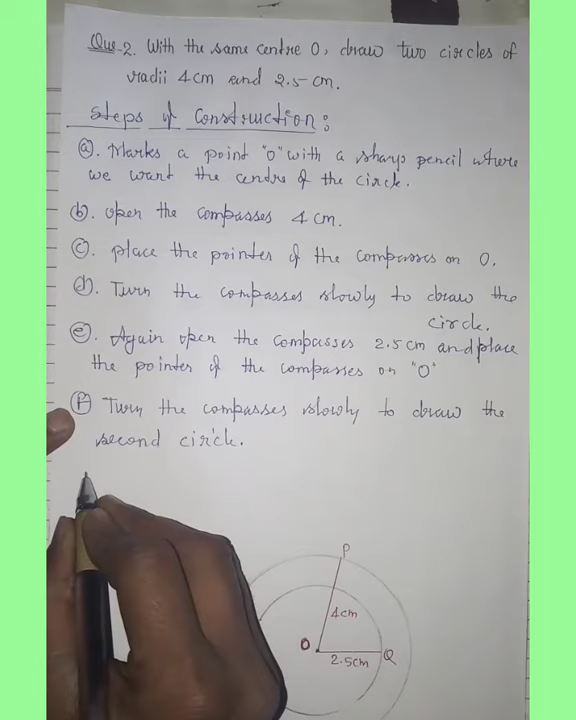 Que-2. With the same centre O, draw two circles of
radii 4cm and 2.5 cm.
Steps of Construction:
(a). Marks a point "o" with a sharp pencil where
we want the centre of the circle.
(b). open the compasses 4 cm.
(c). place the pointer of the compasses on O.
(d). Turn the compasses slowly to draw the
circle.
(e). Again open the compasses 2.5 cm and place
the pointer of the compasses on "O"
(f) Turn the compasses slowly to draw the
second circle.
P
4cm
O
2.5cm Q